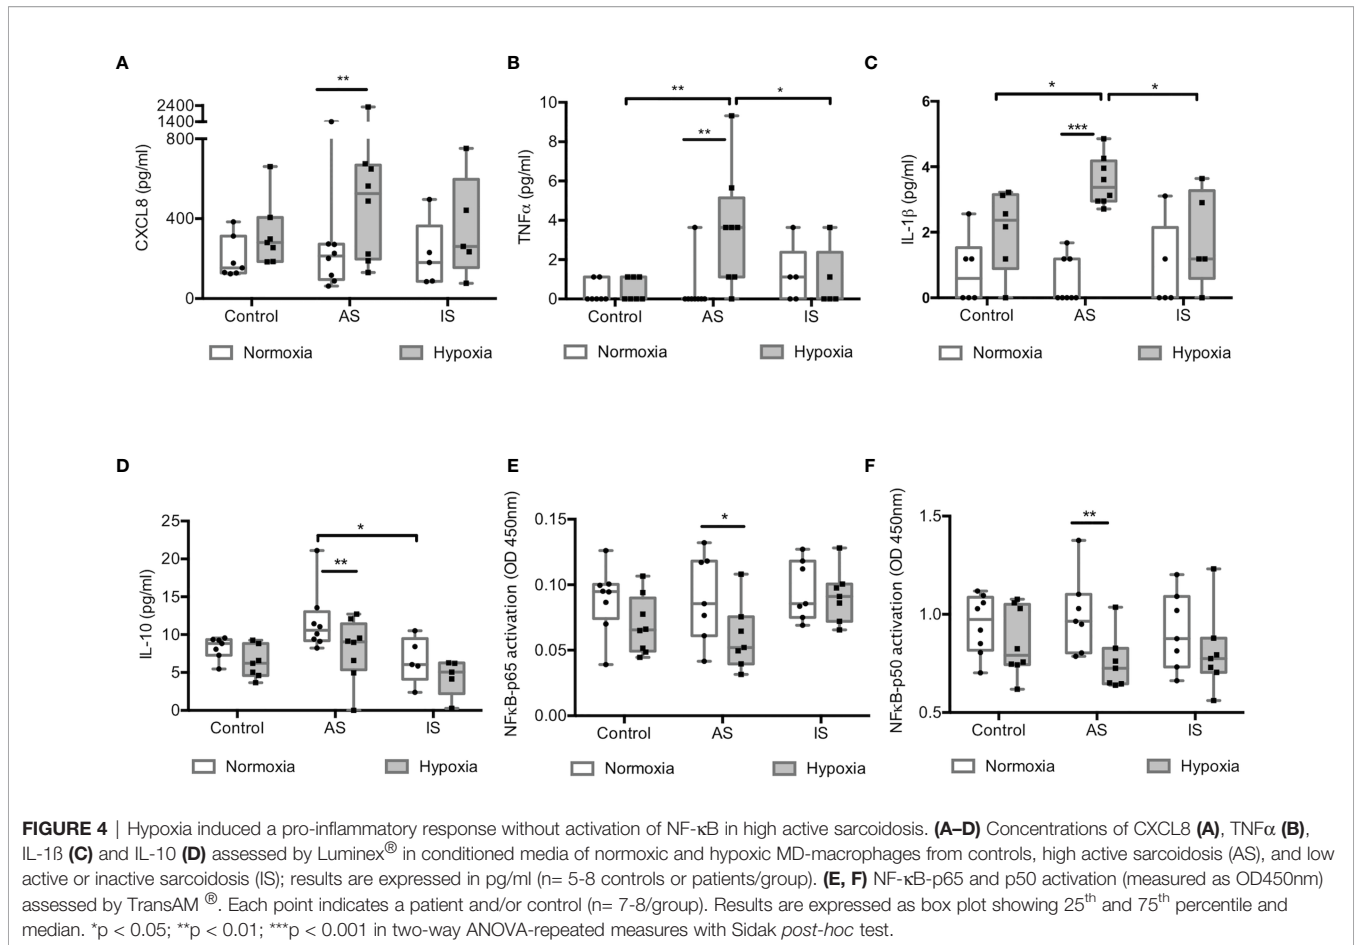 A
B
C
**
2400
1400
800
400
0
CXCL8 (pg/ml)
Control
AS
IS
Normoxia
Hypoxia
**
*
**
10
8
6
4
2
0
TNFα (pg/ml)
Control
AS
IS
Normoxia
Hypoxia
*
*
***
6
4
2
0
IL-1β (pg/ml)
Control
AS
IS
Normoxia
Hypoxia
D
E
F
*
**
25
20
15
10
5
0
IL-10 (pg/ml)
Control
AS
IS
Normoxia
Hypoxia
*
0.15
0.10
0.05
0.00
NFκB-p65 activation (OD 450nm)
Control
AS
IS
Normoxia
Hypoxia
**
1.5
1.0
0.5
NFκB-p50 activation (OD 450nm)
Control
AS
IS
Normoxia
Hypoxia
FIGURE 4 | Hypoxia induced a pro-inflammatory response without activation of NF-κB in high active sarcoidosis. (A–D) Concentrations of CXCL8 (A), TNFα (B),
IL-1ß (C) and IL-10 (D) assessed by Luminex® in conditioned media of normoxic and hypoxic MD-macrophages from controls, high active sarcoidosis (AS), and low
active or inactive sarcoidosis (IS); results are expressed in pg/ml (n= 5-8 controls or patients/group). (E, F) NF-κB-p65 and p50 activation (measured as OD450nm)
assessed by TransAM ®. Each point indicates a patient and/or control (n= 7-8/group). Results are expressed as box plot showing 25th and 75th percentile and
median. *p < 0.05; **p < 0.01; ***p < 0.001 in two-way ANOVA-repeated measures with Sidak post-hoc test.